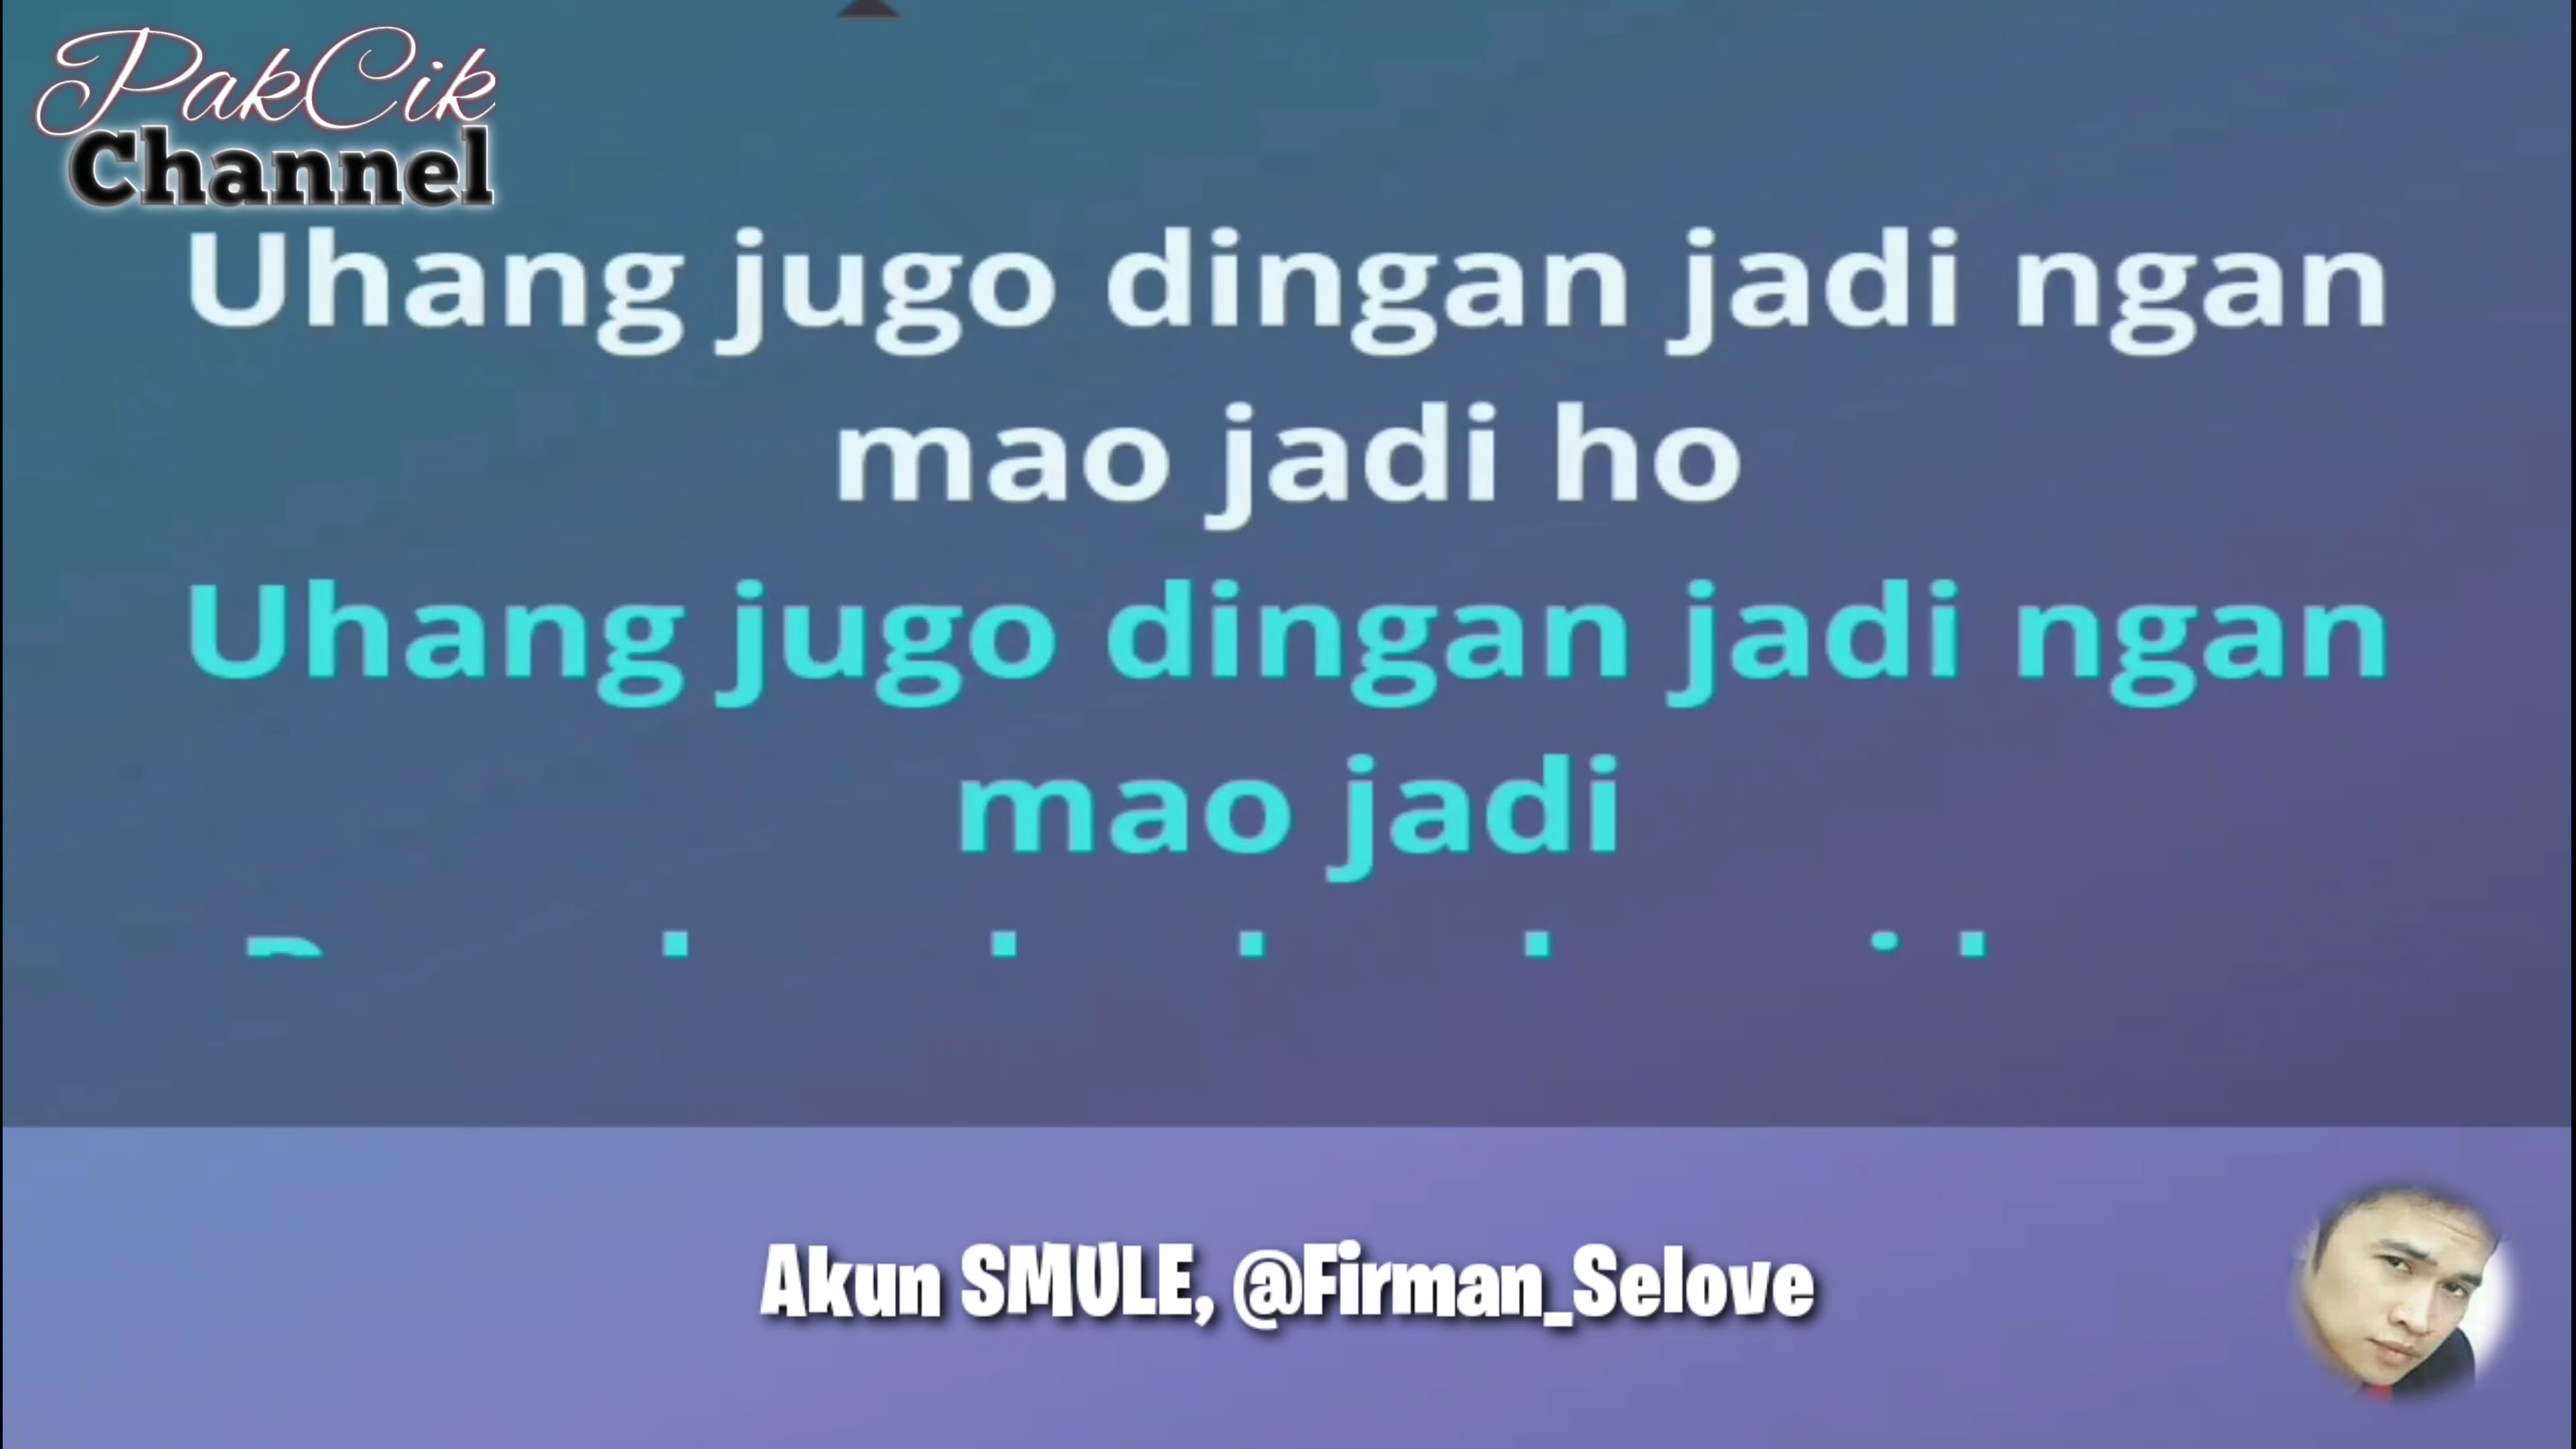 PakCik
Channel
Uhang jugo dingan jadi ngan
mao jadi ho
Uhang jugo dingan jadi ngan
mao jadi
Akun SMULE, @Firman_Selove